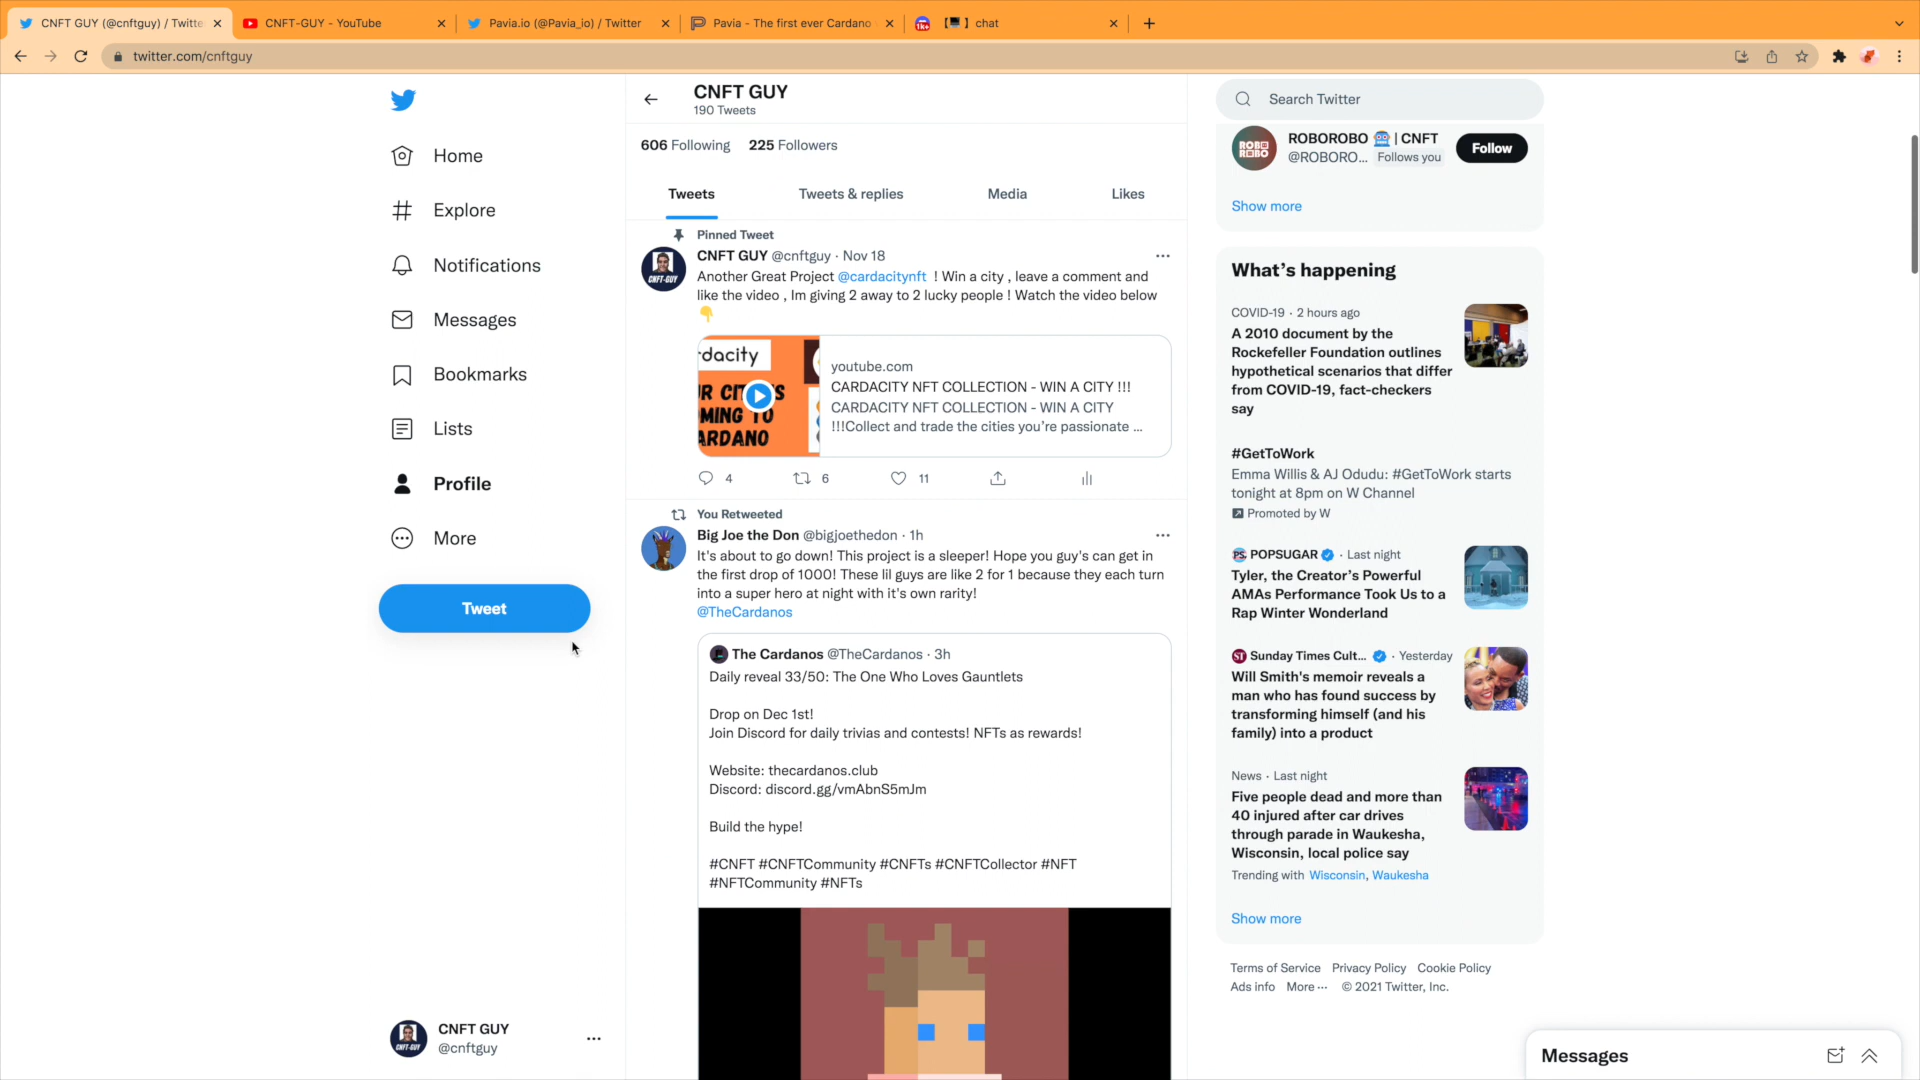 CNFT GUY (@cnftguy) / Twitte
CNFT-GUY - YouTube
Pavia.io (@Pavia_io) / Twitter
Pavia - The first ever Cardano
chat
twitter.com/cnftguy
Home
Explore
Notifications
Messages
Bookmarks
Lists
Profile
More
Tweet
CNFT GUY
@cnftguy
CNFT GUY
190 Tweets
606 Following 225 Followers
Tweets Tweets & replies Media Likes
Pinned Tweet
CNFT GUY @cnftguy · Nov 18
Another Great Project @cardacitynft ! Win a city , leave a comment and
like the video , Im giving 2 away to 2 lucky people ! Watch the video below
👇
rdacity
R CIT S
MING TO
ARDANO
youtube.com
CARDACITY NFT COLLECTION - WIN A CITY !!!
CARDACITY NFT COLLECTION - WIN A CITY
!!!Collect and trade the cities you’re passionate ...
4 6 11
You Retweeted
Big Joe the Don @bigjoethedon · 1h
It's about to go down! This project is a sleeper! Hope you guy's can get in
the first drop of 1000! These lil guys are like 2 for 1 because they each turn
into a super hero at night with it's own rarity!
@TheCardanos
The Cardanos @TheCardanos · 3h
Daily reveal 33/50: The One Who Loves Gauntlets
Drop on Dec 1st!
Join Discord for daily trivias and contests! NFTs as rewards!
Website: thecardanos.club
Discord: discord.gg/vmAbnS5mJm
Build the hype!
#CNFT #CNFTCommunity #CNFTs #CNFTCollector #NFT
#NFTCommunity #NFTs
Search Twitter
ROBO
ROBO
ROBOROBO 🤖 | CNFT
@ROBORO... Follows you
Follow
Show more
What’s happening
COVID-19 · 2 hours ago
A 2010 document by the
Rockefeller Foundation outlines
hypothetical scenarios that differ
from COVID-19, fact-checkers
say
#GetToWork
Emma Willis & AJ Odudu: #GetToWork starts
tonight at 8pm on W Channel
Promoted by W
POPSUGAR · Last night
Tyler, the Creator’s Powerful
AMAs Performance Took Us to a
Rap Winter Wonderland
Sunday Times Cult... · Yesterday
Will Smith's memoir reveals a
man who has found success by
transforming himself (and his
family) into a product
News · Last night
Five people dead and more than
40 injured after car drives
through parade in Waukesha,
Wisconsin, local police say
Trending with Wisconsin, Waukesha
Show more
Terms of Service Privacy Policy Cookie Policy
Ads info More ··· © 2021 Twitter, Inc.
Messages